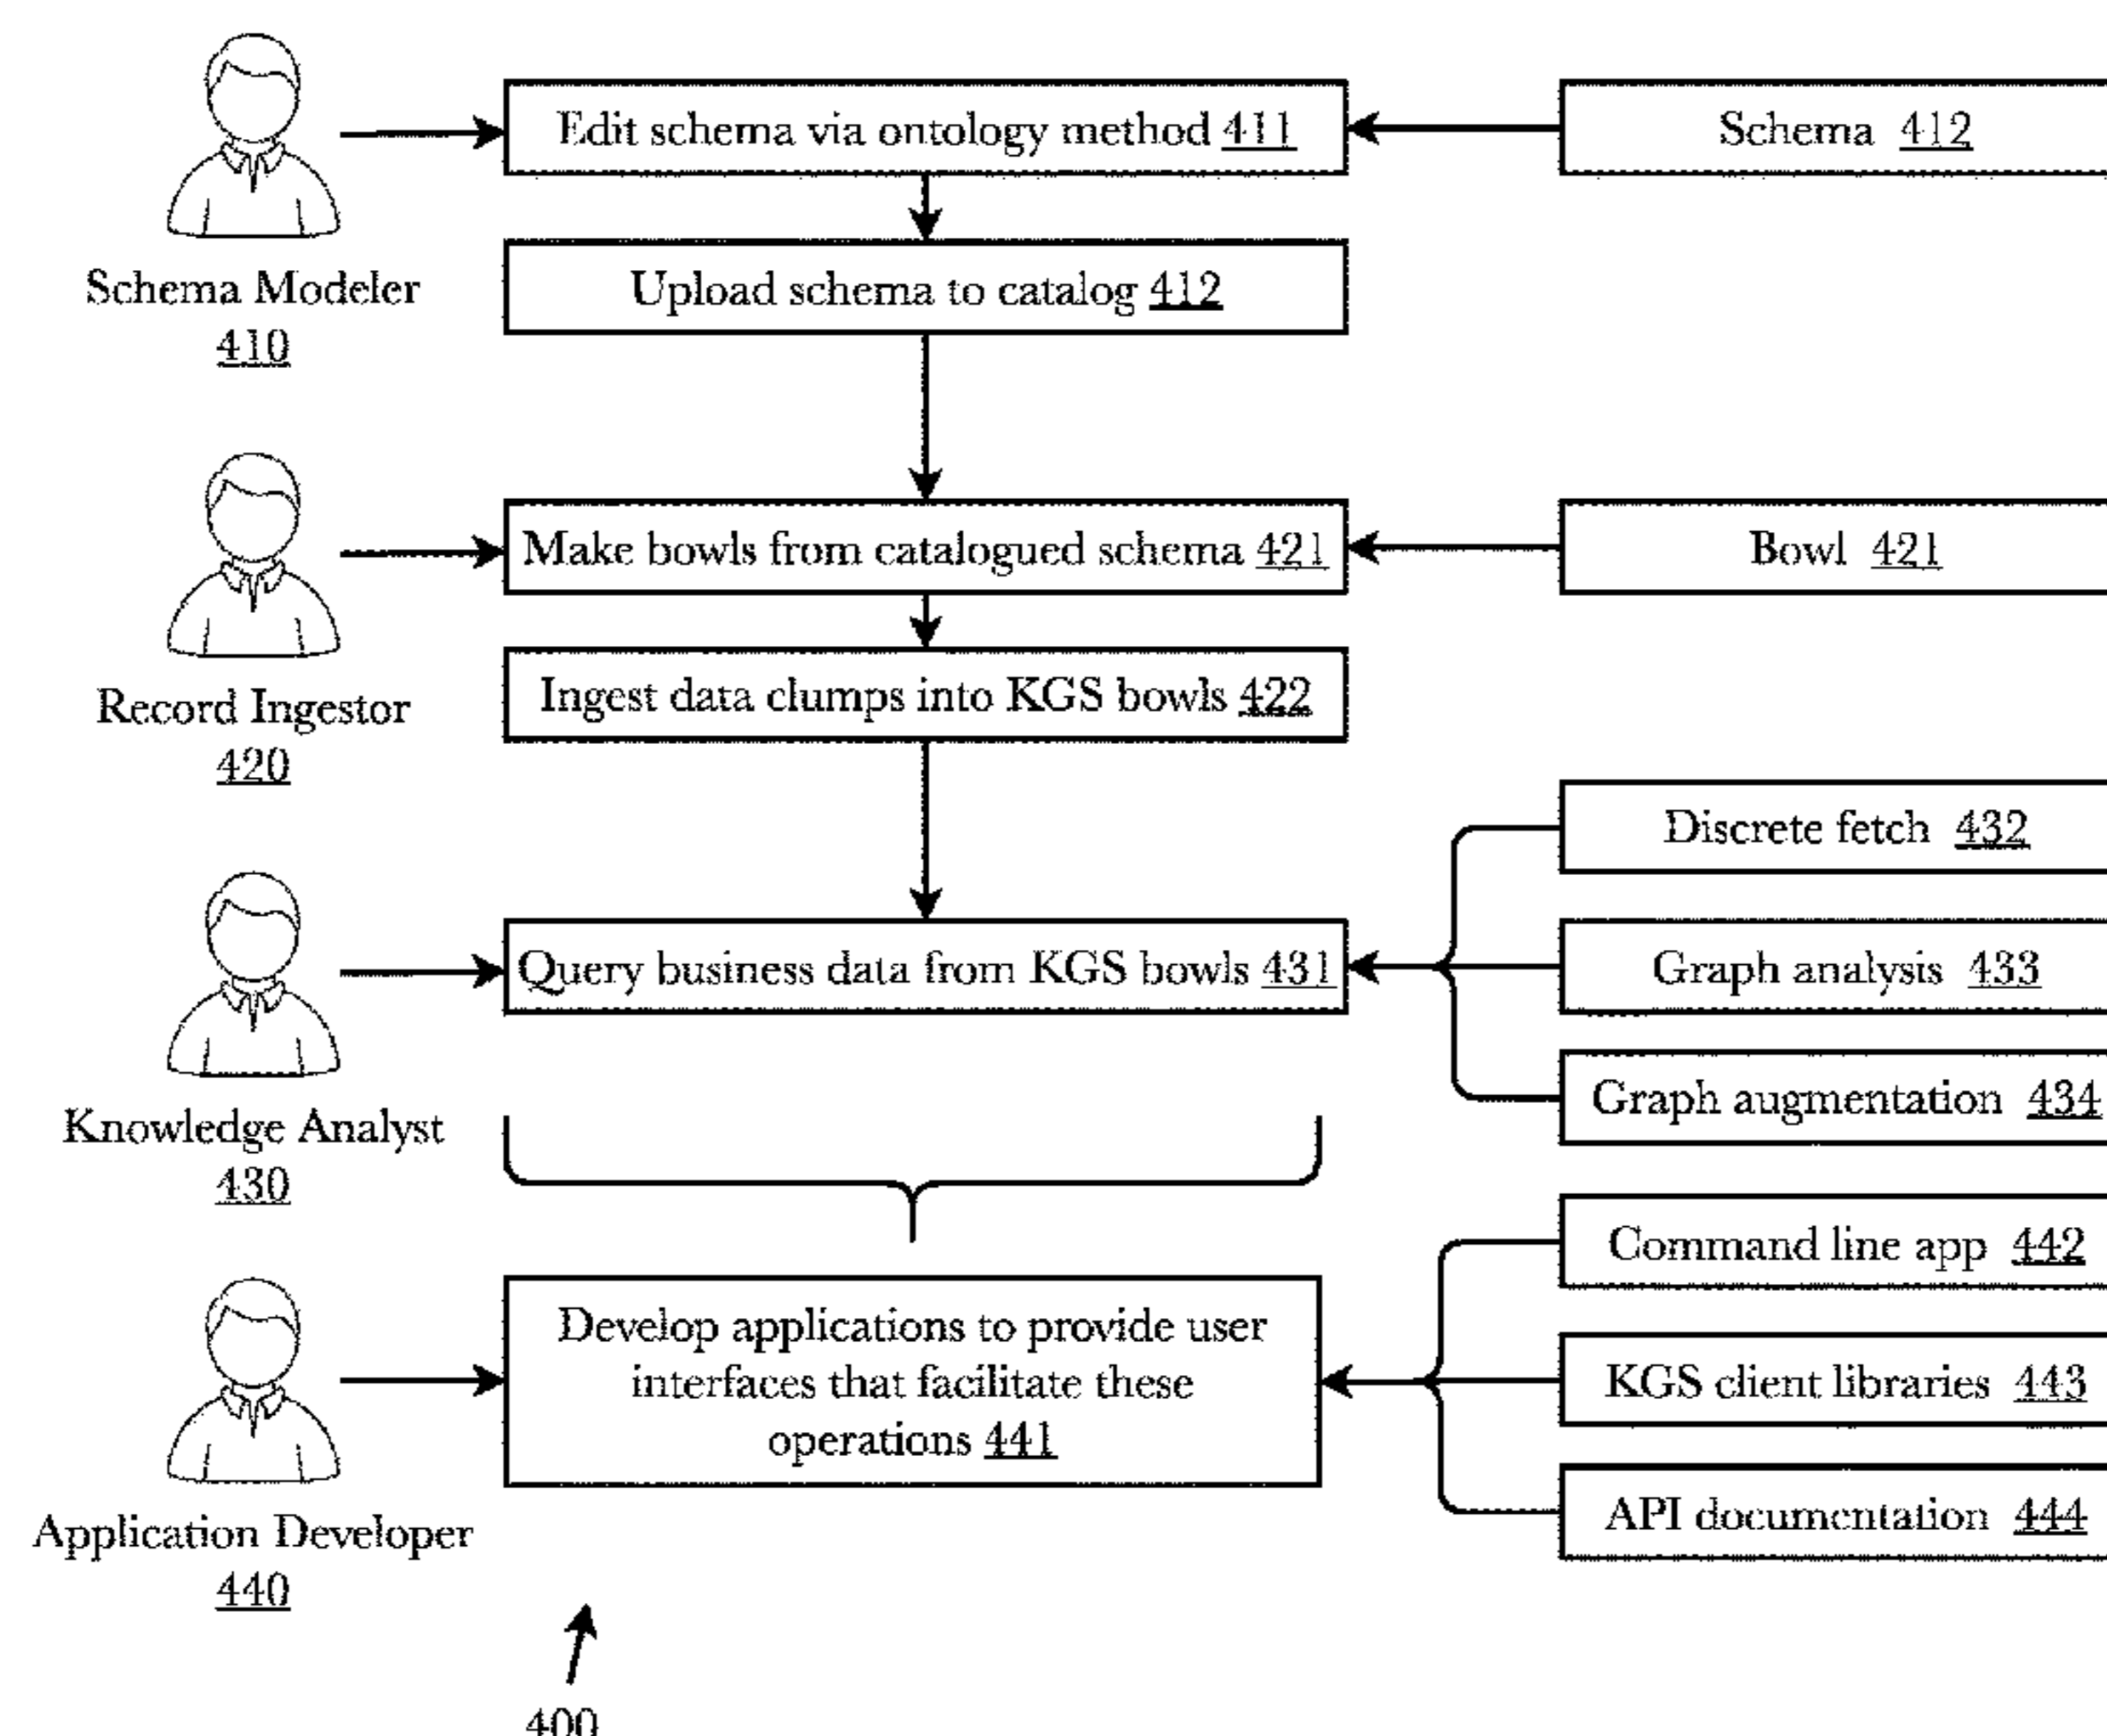 Edit schema via ontology method 411
Schema 412
Schema Modeler
410
Upload schema to catalog 412
Make bowls from catalogued schema 421
Bowl 421
Record Ingestor
420
Ingest data clumps into KGS bowls 422
Discrete fetch 432
Query business data from KGS bowls 431
Graph analysis 433
Graph augmentation 434
Knowledge Analyst
430
Command line app 442
Develop applications to provide user
interfaces that facilitate these
operations 441
KGS client libraries 443
API documentation 444
Application Developer
440
400